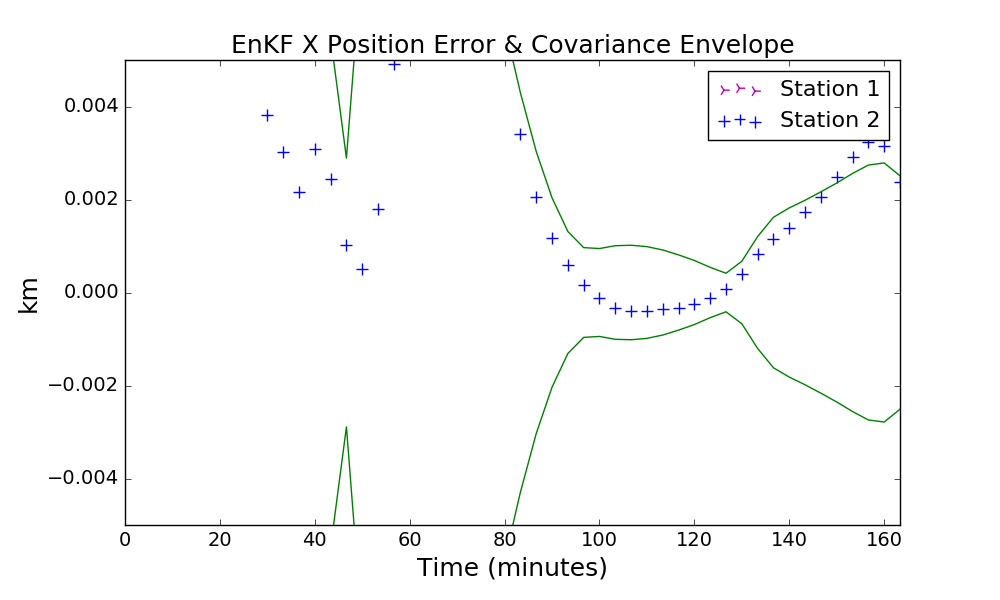 EnKF X Position Error & Covariance Envelope
Station 1
Station 2
0.004
0.002
0.000
−0.002
−0.004
km
0
20
40
60
80
100
120
140
160
Time (minutes)